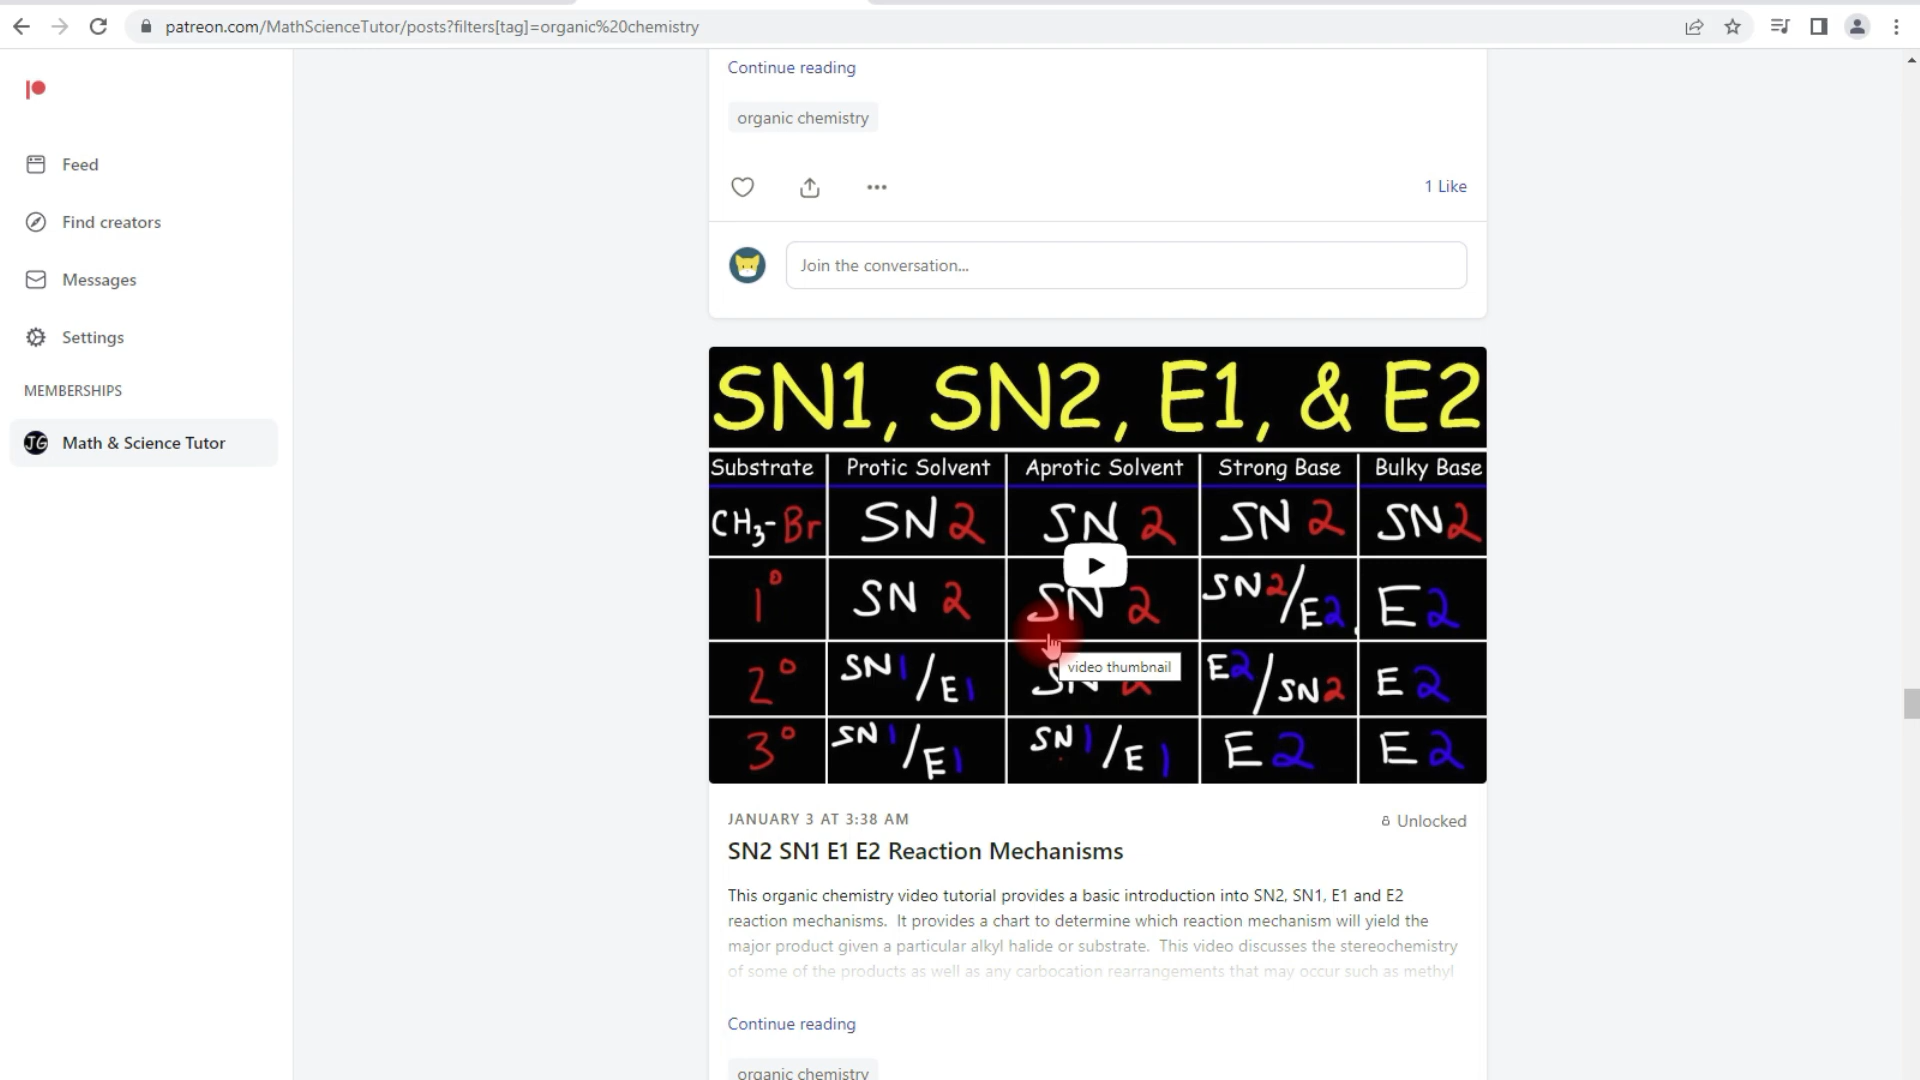 patreon.com/MathScienceTutor/posts?filters[tag]=organic%20chemistry
Feed
Find creators
Messages
Settings
MEMBERSHIPS
JG Math & Science Tutor
Continue reading
organic chemistry
1 Like
Join the conversation...
SN1, SN2, E1, & E2
Substrate Protic Solvent Aprotic Solvent Strong Base Bulky Base
CH3-Br SN2 SN2 SN2 SN2
1° SN2 SN2 SN2/E2 E2
2° SN1/E1 SN2 E2/SN2 E2
video thumbnail
3° SN1/E1 SN1/E1 E2 E2
JANUARY 3 AT 3:38 AM
Unlocked
SN2 SN1 E1 E2 Reaction Mechanisms
This organic chemistry video tutorial provides a basic introduction into SN2, SN1, E1 and E2
reaction mechanisms.  It provides a chart to determine which reaction mechanism will yield the
major product given a particular alkyl halide or substrate.  This video discusses the stereochemistry
of some of the products as well as any carbocation rearrangements that may occur such as methyl
Continue reading
organic chemistry